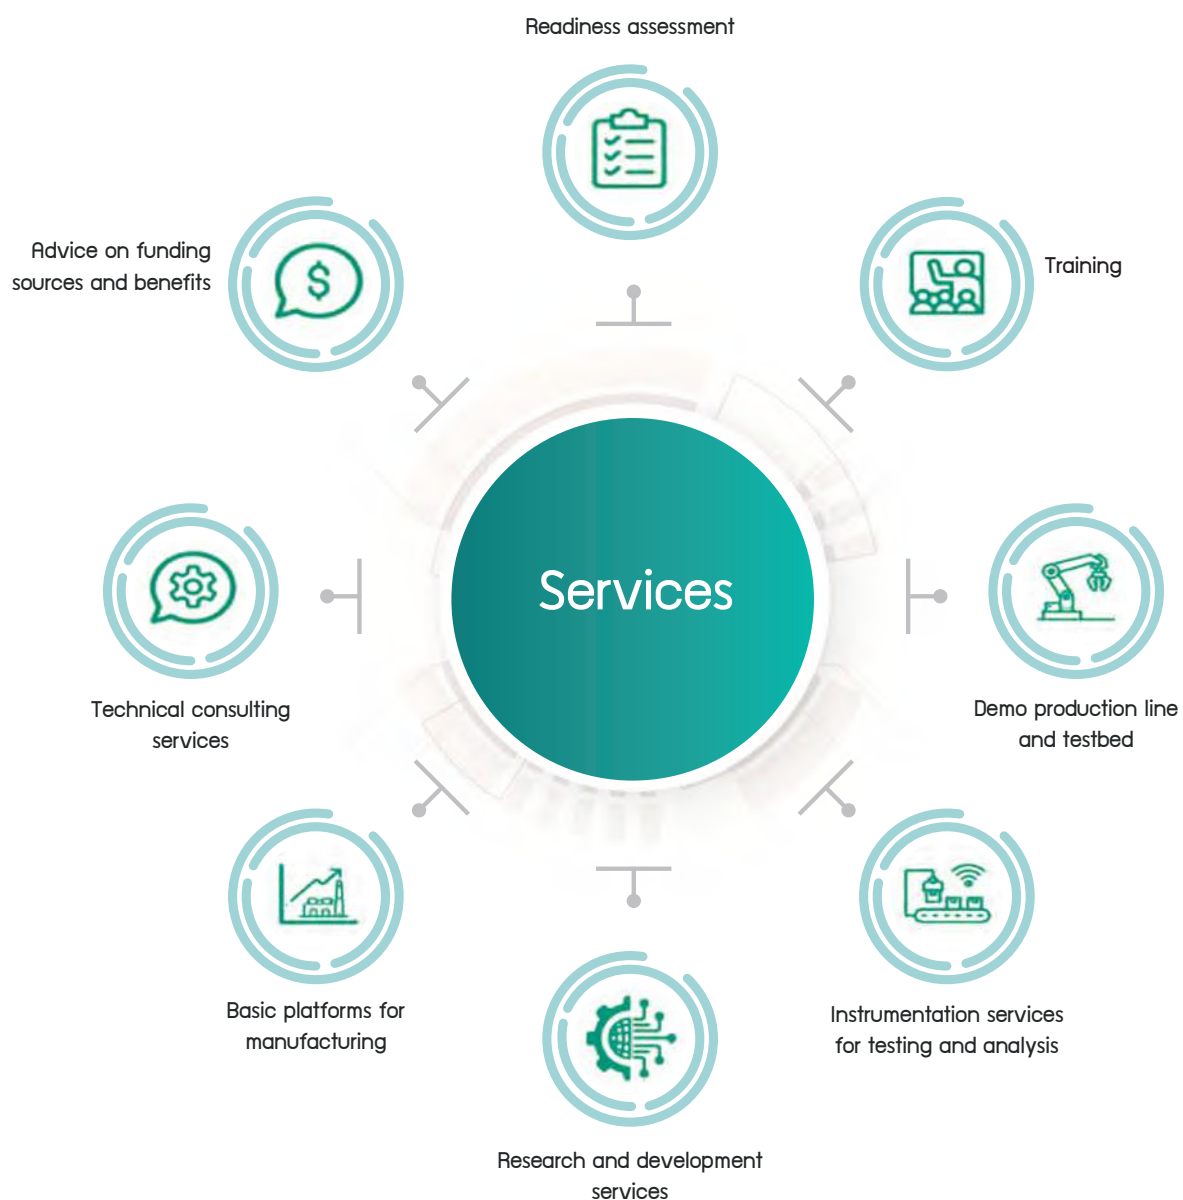 Readiness assessment
Advice on funding
sources and benefits
Training
$
Services
Technical consulting
services
Demo production line
and testbed
Basic platforms for
manufacturing
Instrumentation services
for testing and analysis
Research and development
services